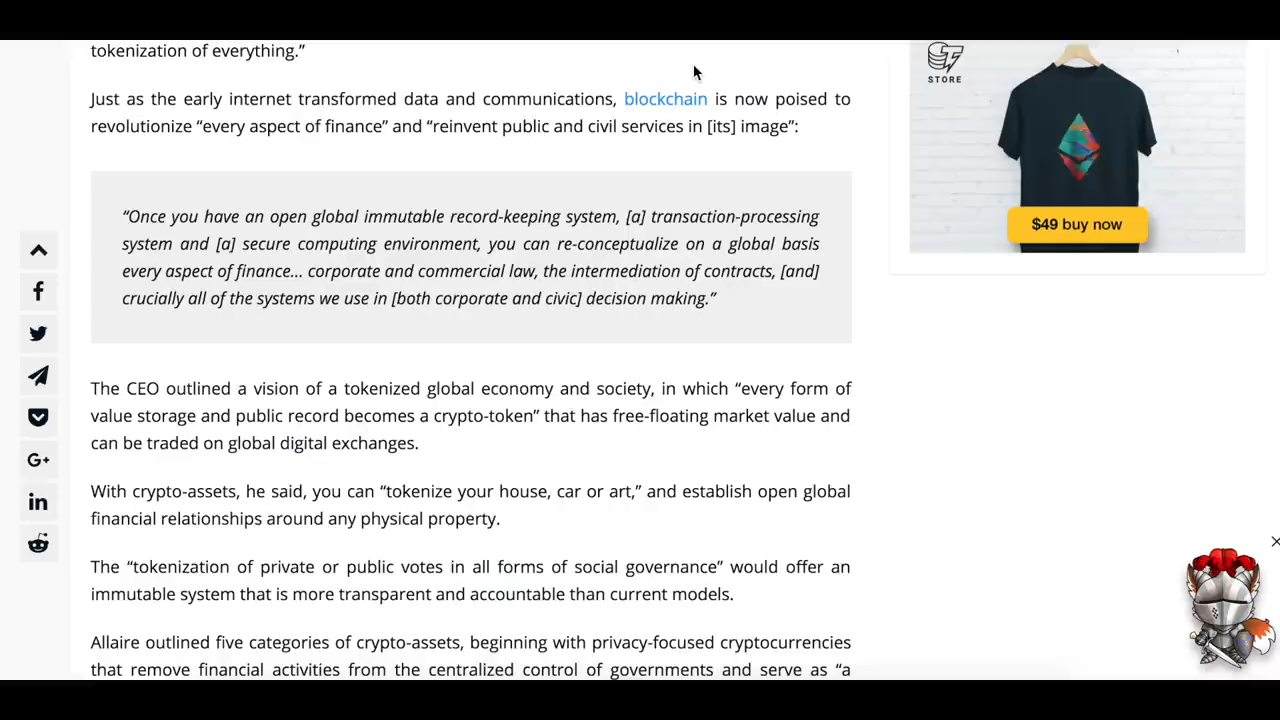 tokenization of everything.”
Just as the early internet transformed data and communications, blockchain is now poised to
revolutionize “every aspect of finance” and “reinvent public and civil services in [its] image”:
“Once you have an open global immutable record-keeping system, [a] transaction-processing
system and [a] secure computing environment, you can re-conceptualize on a global basis
every aspect of finance… corporate and commercial law, the intermediation of contracts, [and]
crucially all of the systems we use in [both corporate and civic] decision making.”
The CEO outlined a vision of a tokenized global economy and society, in which “every form of
value storage and public record becomes a crypto-token” that has free-floating market value and
can be traded on global digital exchanges.
With crypto-assets, he said, you can “tokenize your house, car or art,” and establish open global
financial relationships around any physical property.
The “tokenization of private or public votes in all forms of social governance” would offer an
immutable system that is more transparent and accountable than current models.
Allaire outlined five categories of crypto-assets, beginning with privacy-focused cryptocurrencies
that remove financial activities from the centralized control of governments and serve as “a
STORE
$49 buy now
G+
in